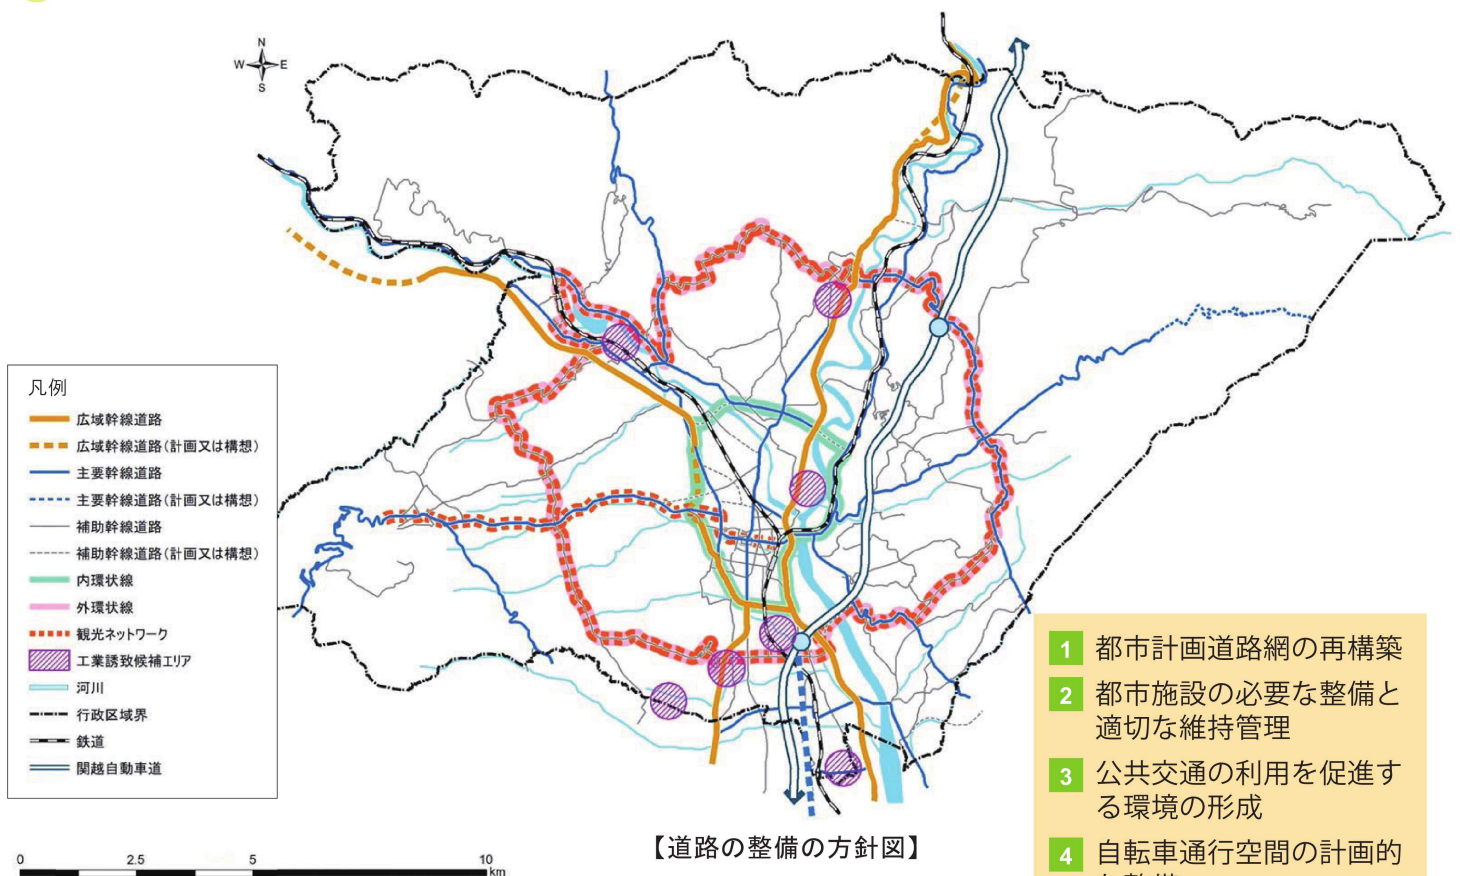 N
W E
S
凡例
広域幹線道路
広域幹線道路(計画又は構想)
主要幹線道路
主要幹線道路(計画又は構想)
補助幹線道路
補助幹線道路(計画又は構想)
内環状線
外環状線
観光ネットワーク
工業誘致候補エリア
河川
行政区域界
鉄道
関越自動車道
0 2.5 5 10
km
【道路の整備の方針図】
1 都市計画道路網の再構築
2 都市施設の必要な整備と
適切な維持管理
3 公共交通の利用を促進す
る環境の形成
4 自転車通行空間の計画的